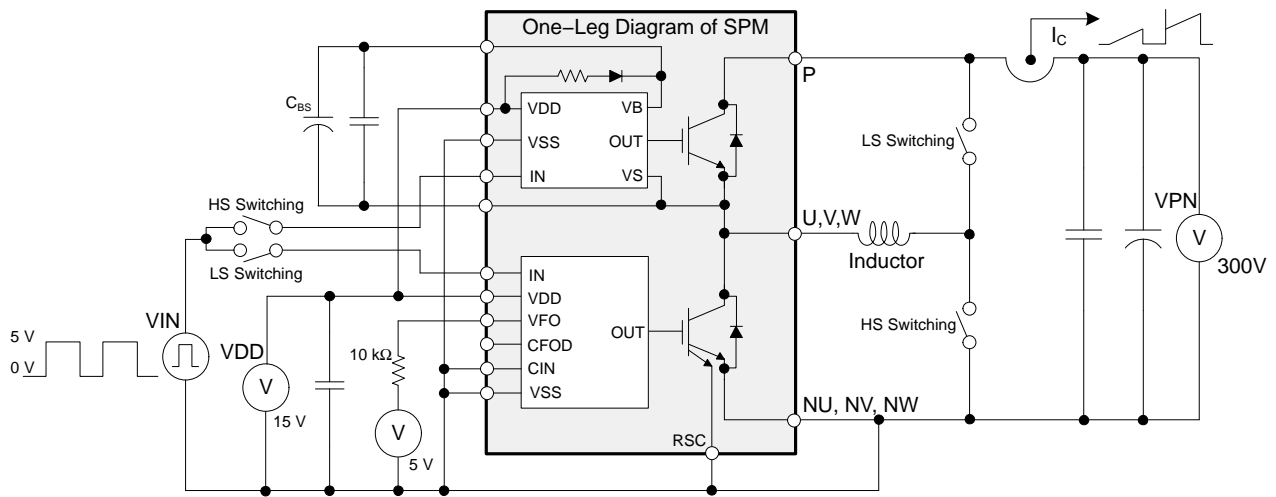 One–Leg Diagram of SPM
IC
P
CBS
VDD
VB
VSS
OUT
IN
VS
LS Switching
HS Switching
LS Switching
U,V,W
Inductor
VPN
V
300V
IN
VDD
VFO
CFOD
CIN
VSS
OUT
HS Switching
VIN
5 V
0 V
VDD
V
15 V
10 kΩ
V
5 V
RSC
NU, NV, NW